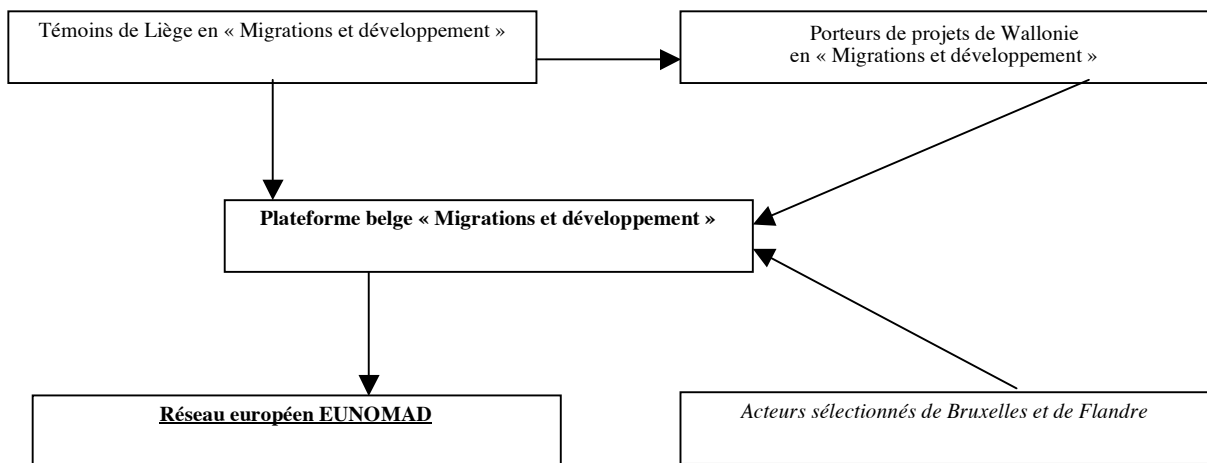 Témoins de Liège en « Migrations et développement »
Porteurs de projets de Wallonie
en « Migrations et développement »
Plateforme belge « Migrations et développement »
Réseau européen EUNOMAD
Acteurs sélectionnés de Bruxelles et de Flandre